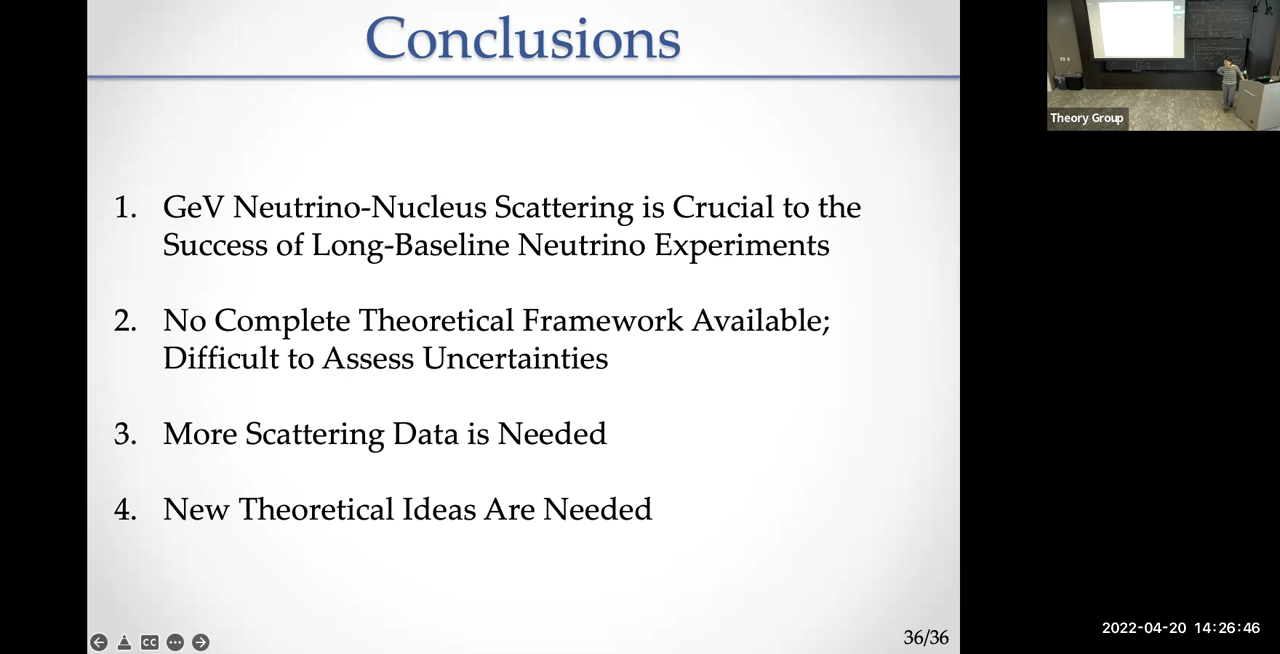 Conclusions
Theory Group
1. GeV Neutrino-Nucleus Scattering is Crucial to the
Success of Long-Baseline Neutrino Experiments
2. No Complete Theoretical Framework Available;
Difficult to Assess Uncertainties
3. More Scattering Data is Needed
4. New Theoretical Ideas Are Needed
CC
36/36
2022-04-20 14:26:46